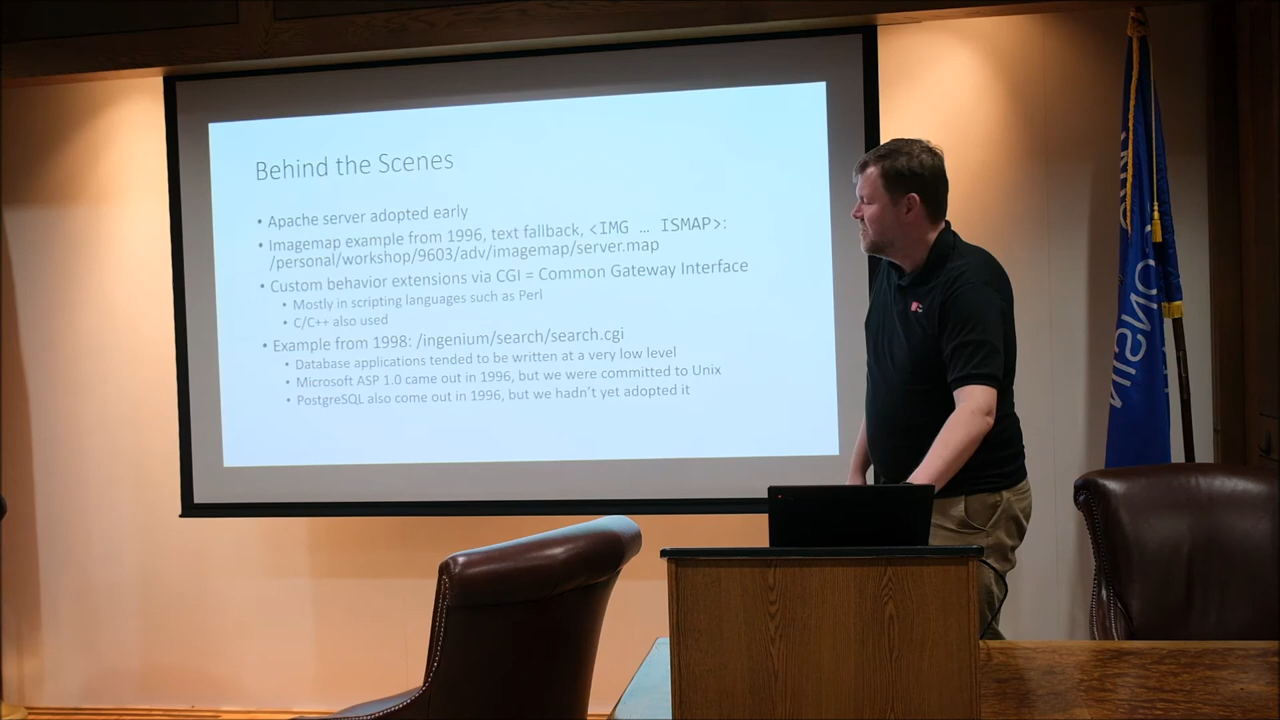 Behind the Scenes
• Apache server adopted early
• Imagemap example from 1996, text fallback, <IMG … ISMAP>:
/personal/workshop/9603/adv/imagemap/server.map
• Custom behavior extensions via CGI = Common Gateway Interface
• Mostly in scripting languages such as Perl
• C/C++ also used
• Example from 1998: /ingenium/search/search.cgi
• Database applications tended to be written at a very low level
• Microsoft ASP 1.0 came out in 1996, but we were committed to Unix
• PostgreSQL also come out in 1996, but we hadn't yet adopted it